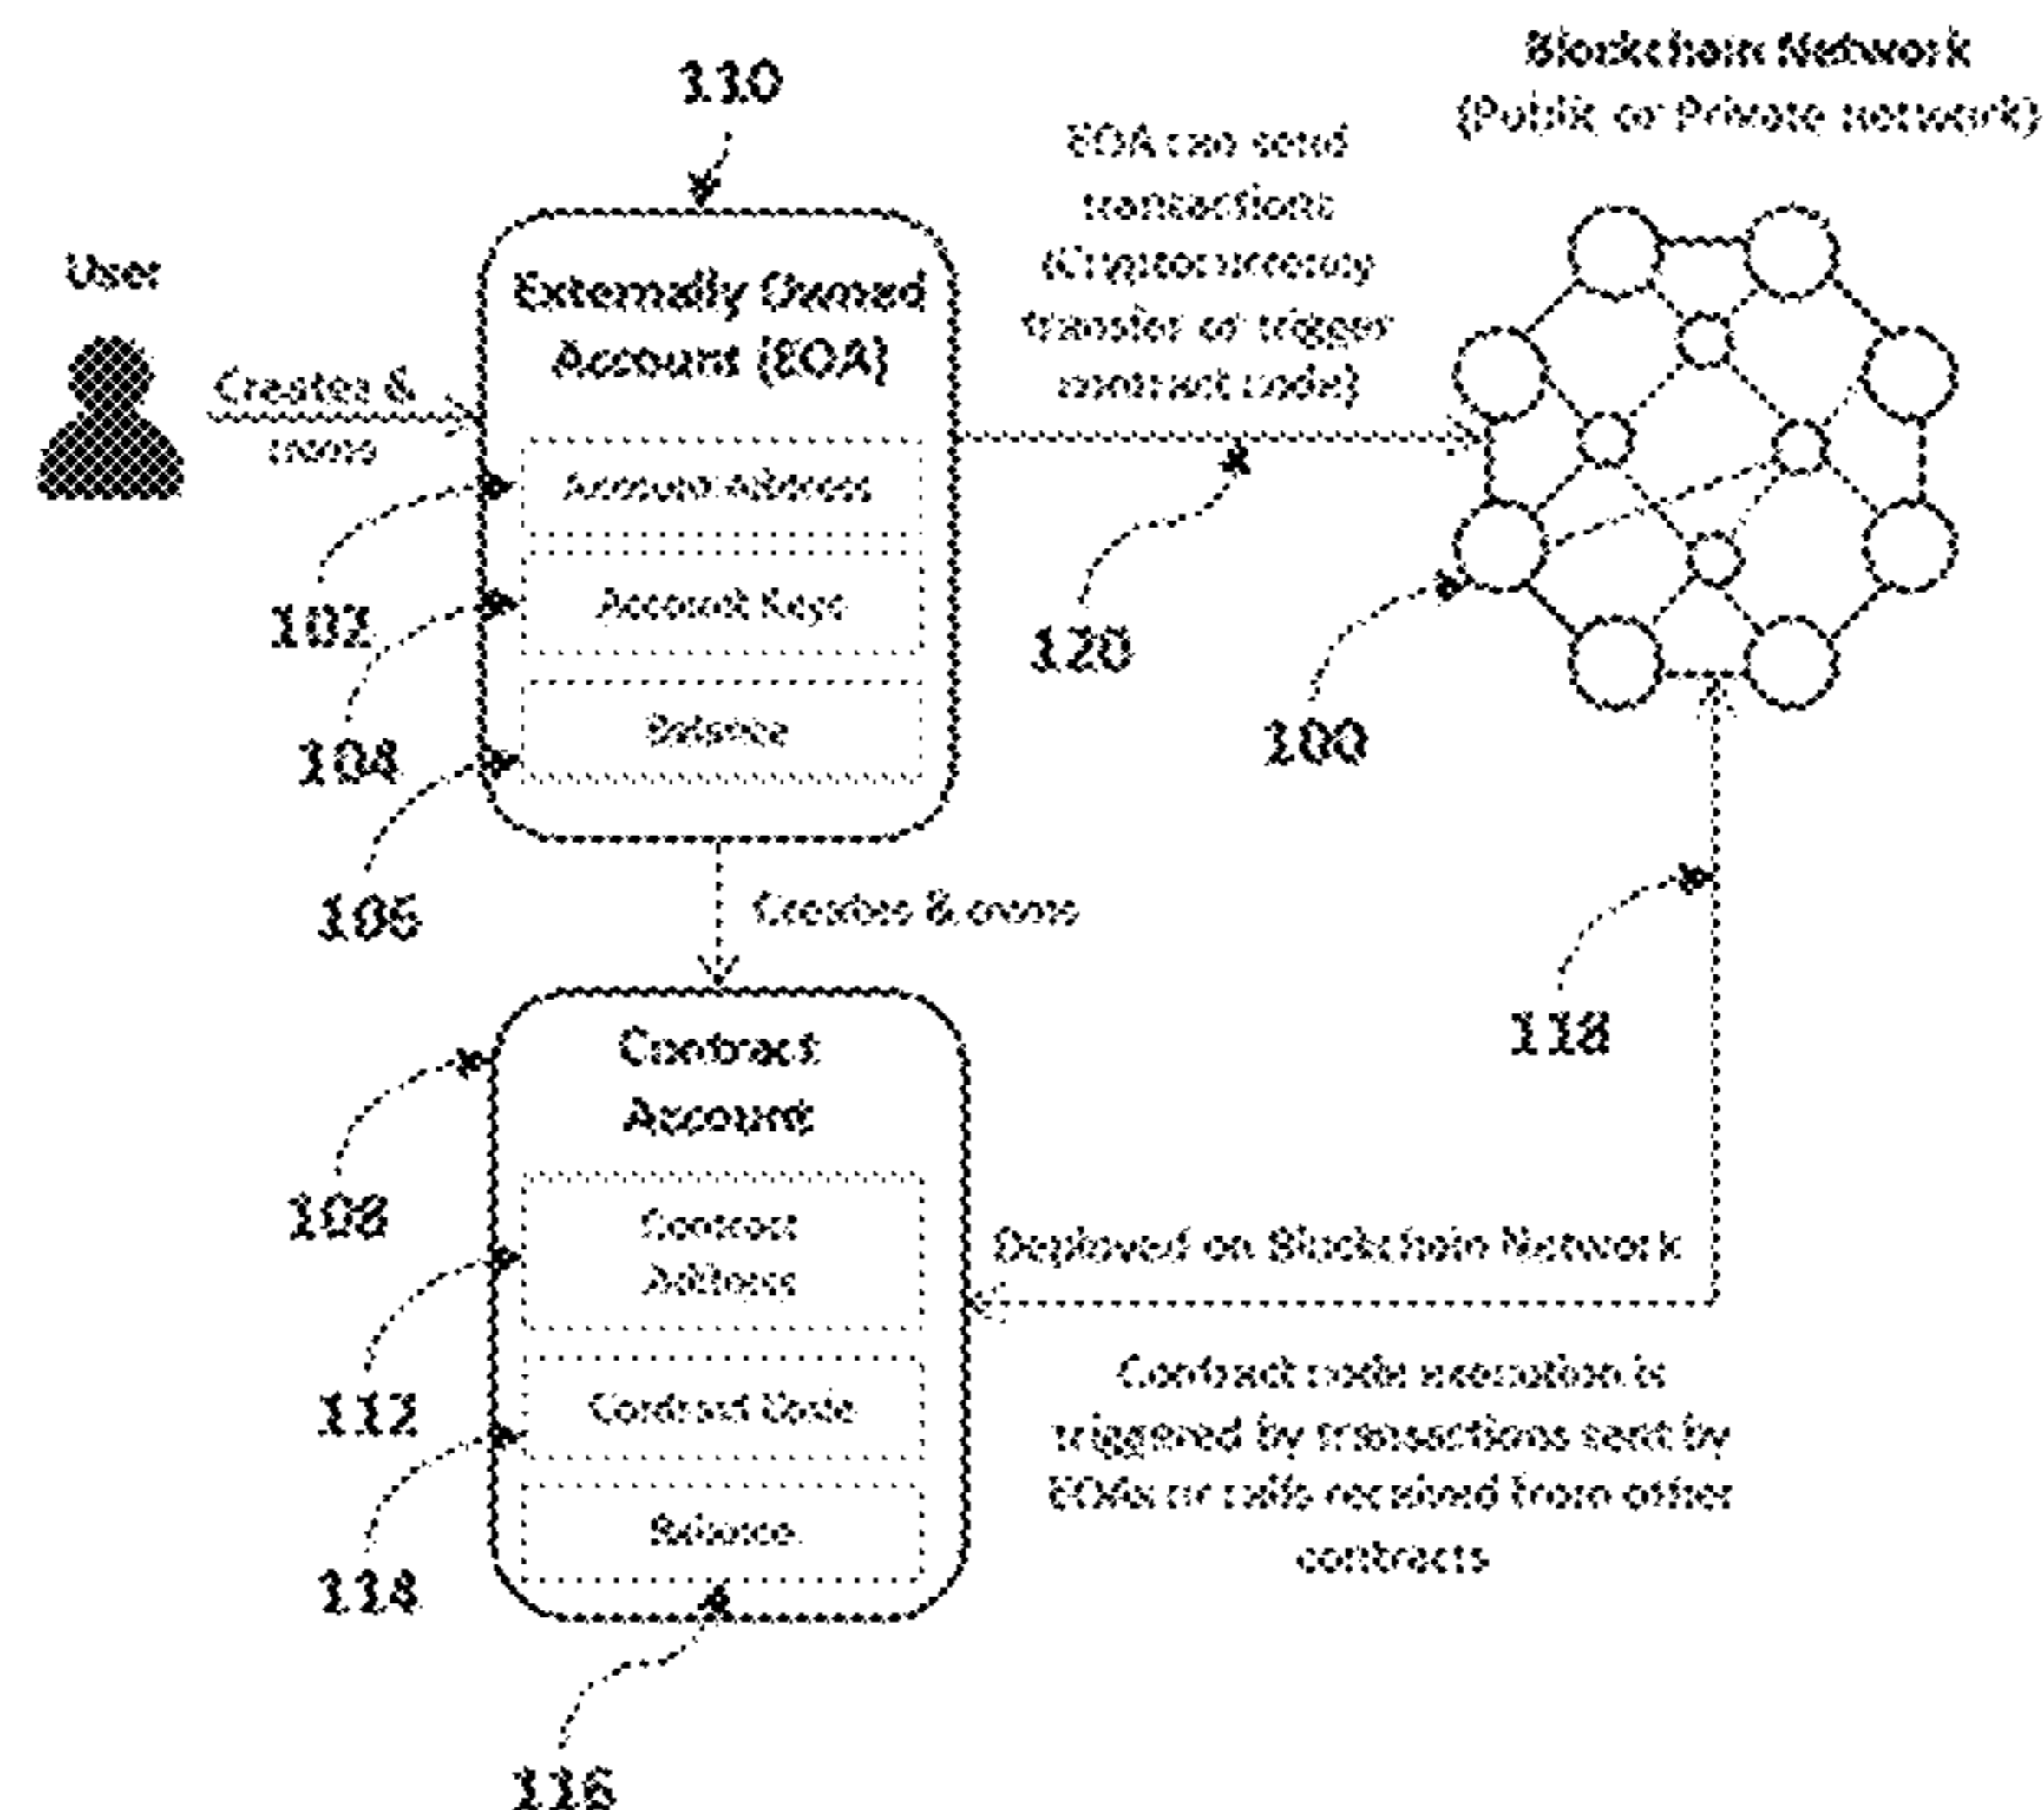 110
Blockchain Network
(Public or Private network)
EOA can send
transactions
(Cryptocurrency
transfer or trigger
contract code)
User
Externally Owned
Account (EOA)
Creates &
owns
Account Address
102
Account Keys
104
Balance
106
120
100
Creates & owns
118
Contract
Account
108
Contract
Address
112
Deployed on Blockchain Network
Contract Code
114
Contract code execution is
triggered by transactions sent by
EOAs or calls received from other
contracts
Balance
116